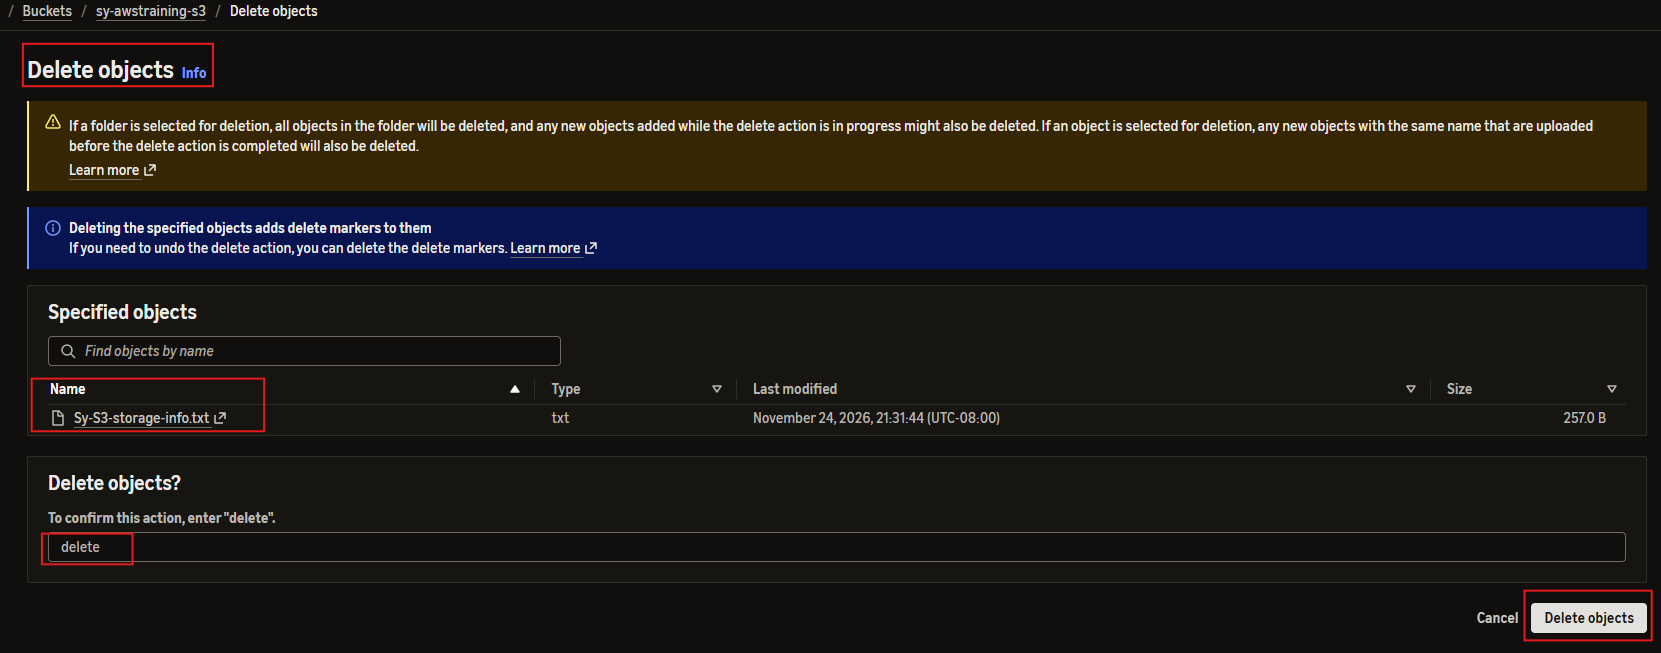 / Buckets / sy-awstraining-s3 / Delete objects
Delete objects Info
If a folder is selected for deletion, all objects in the folder will be deleted, and any new objects added while the delete action is in progress might also be deleted. If an object is selected for deletion, any new objects with the same name that are uploaded
before the delete action is completed will also be deleted.
Learn more
Deleting the specified objects adds delete markers to them
If you need to undo the delete action, you can delete the delete markers. Learn more
Specified objects
Find objects by name
Name Type Last modified Size
Sy-S3-storage-info.txt txt November 24, 2026, 21:31:44 (UTC-08:00) 257.0 B
Delete objects?
To confirm this action, enter "delete".
delete
Cancel Delete objects